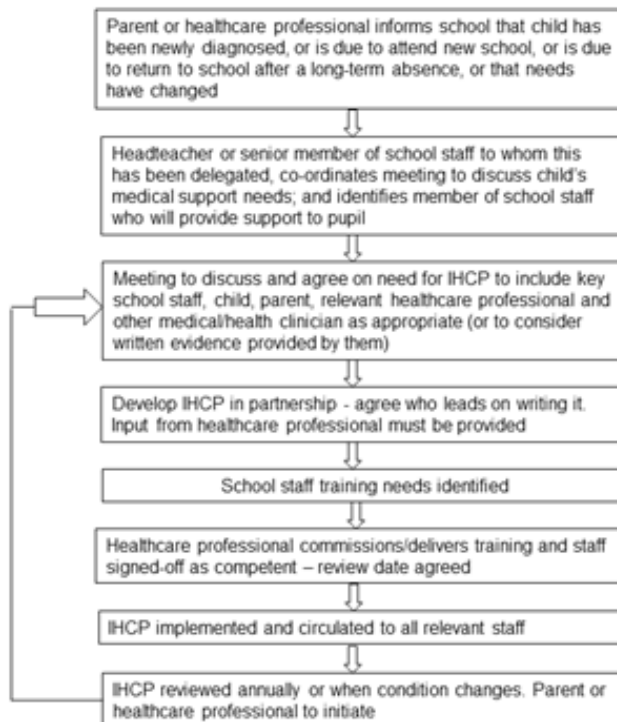 Parent or healthcare professional informs school that child has
been newly diagnosed, or is due to attend new school, or is due
to return to school after a long-term absence, or that needs
have changed
Headteacher or senior member of school staff to whom this
has been delegated, co-ordinates meeting to discuss child's
medical support needs; and identifies member of school staff
who will provide support to pupil
Meeting to discuss and agree on need for IHCP to include key
school staff, child, parent, relevant healthcare professional and
other medical/health clinician as appropriate (or to consider
written evidence provided by them)
Develop IHCP in partnership - agree who leads on writing it.
Input from healthcare professional must be provided
School staff training needs identified
Healthcare professional commissions/delivers training and staff
signed-off as competent – review date agreed
IHCP implemented and circulated to all relevant staff
IHCP reviewed annually or when condition changes. Parent or
healthcare professional to initiate